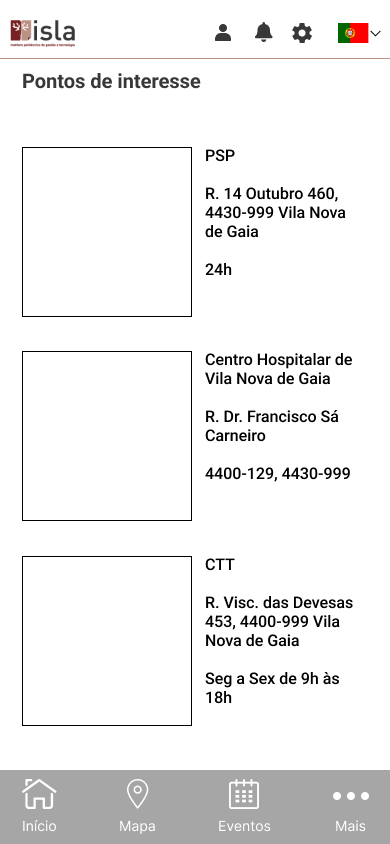 isla
instituto politécnico de gestão e tecnologia
Pontos de interesse
PSP
R. 14 Outubro 460,
4430-999 Vila Nova
de Gaia
24h
Centro Hospitalar de
Vila Nova de Gaia
R. Dr. Francisco Sá
Carneiro
4400-129, 4430-999
CTT
R. Visc. das Devesas
453, 4400-999 Vila
Nova de Gaia
Seg a Sex de 9h às
18h
Início
Mapa
Eventos
Mais